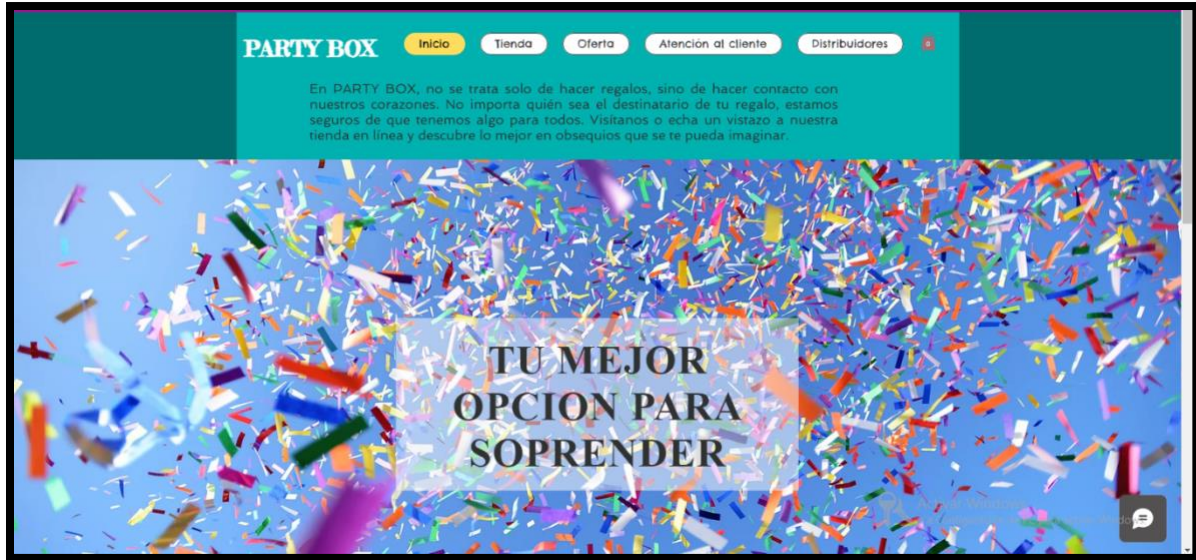 PARTY BOX
Inicio
Tienda
Oferta
Atención al cliente
Distribuidores
0
En PARTY BOX, no se trata solo de hacer regalos, sino de hacer contacto con
nuestros corazones. No importa quién sea el destinatario de tu regalo, estamos
seguros de que tenemos algo para todos. Visítanos o echa un vistazo a nuestra
tienda en línea y descubre lo mejor en obsequios que se te pueda imaginar.
TU MEJOR
OPCION PARA
SOPRENDER
Windows